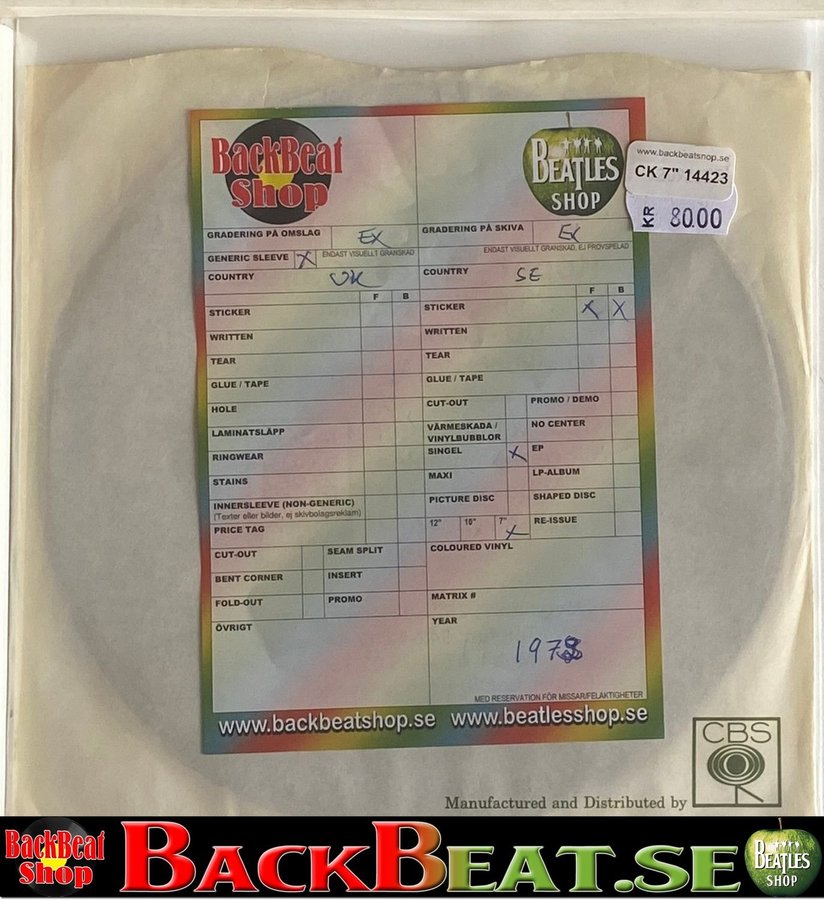 BackBeat
Shop
BEATLES
SHOP
www.backbeatshop.se
CK 7" 14423
KR 80.00
GRADERING PÅ OMSLAG EX
GRADERING PÅ SKIVA EX
GENERIC SLEEVE X ENDAST VISUELLT GRANSKAD
ENDAST VISUELLT GRANSKAD, EJ PROVSPELAD
COUNTRY UK
COUNTRY SE
F B
F B
STICKER
STICKER X X
WRITTEN
WRITTEN
TEAR
TEAR
GLUE / TAPE
GLUE / TAPE
HOLE
CUT-OUT
PROMO / DEMO
LAMINATSLÄPP
VÄRMESKADA /
VINYLBUBBLOR
NO CENTER
RINGWEAR
SINGEL X
EP
STAINS
MAXI
LP-ALBUM
INNERSLEEVE (NON-GENERIC)
(Texter eller bilder, ej skivbolagsreklam)
PICTURE DISC
SHAPED DISC
PRICE TAG
12" 10" 7" X
RE-ISSUE
CUT-OUT
SEAM SPLIT
COLOURED VINYL
BENT CORNER
INSERT
FOLD-OUT
PROMO
MATRIX #
ÖVRIGT
YEAR
197
MED RESERVATION FÖR MISSAR/FELAKTIGHETER
www.backbeatshop.se www.beatlesshop.se
CBS
Manufactured and Distributed by
BackBeat
Shop
BACKBEAT.SE
BEATLES
SHOP